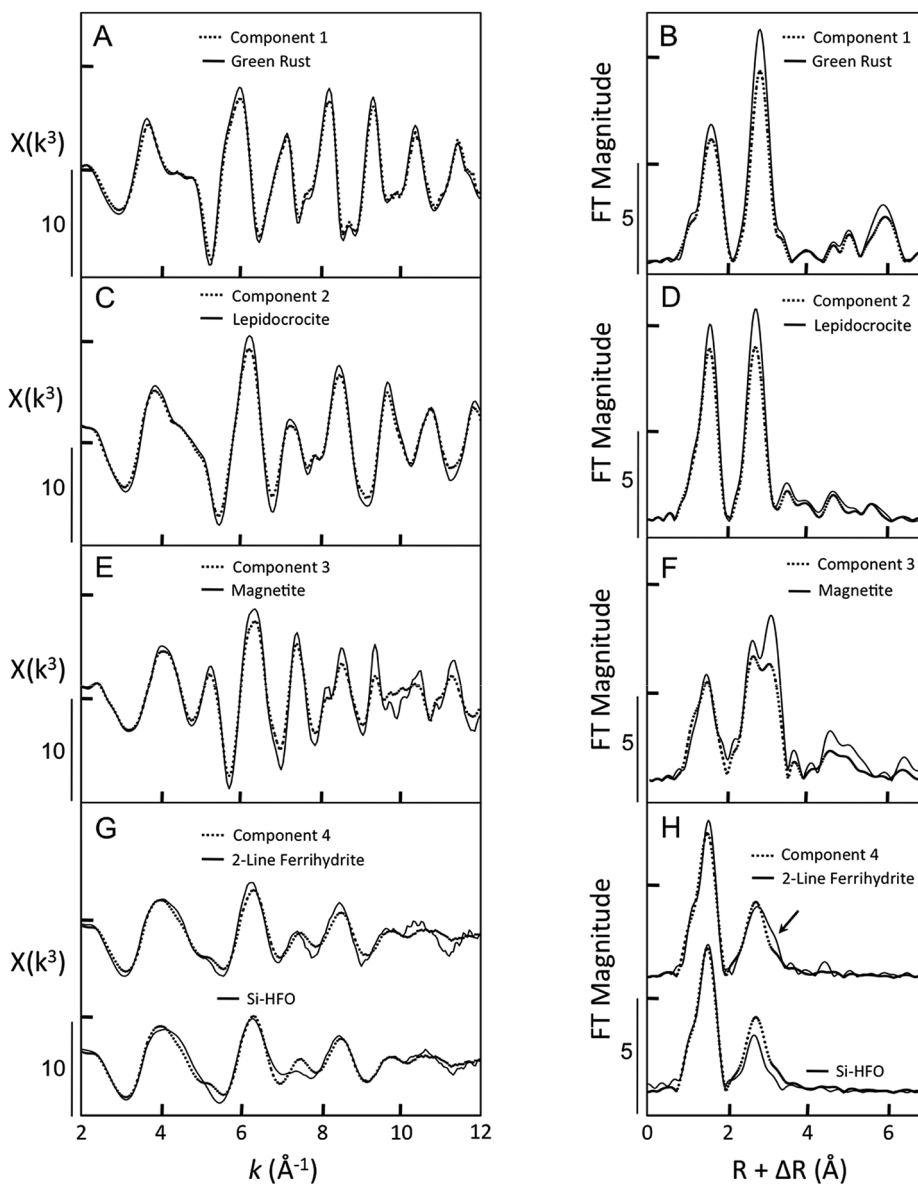 A
Component 1
Green Rust
X(k³)
10
B
Component 1
Green Rust
FT Magnitude
5
C
Component 2
Lepidocrocite
X(k³)
10
D
Component 2
Lepidocrocite
FT Magnitude
5
E
Component 3
Magnetite
X(k³)
10
F
Component 3
Magnetite
FT Magnitude
5
G
Component 4
2-Line Ferrihydrite
X(k³)
Si-HFO
10
2 4 6 8 10 12
k (Å⁻¹)
H
Component 4
2-Line Ferrihydrite
FT Magnitude
5
Si-HFO
0 2 4 6
R + ΔR (Å)